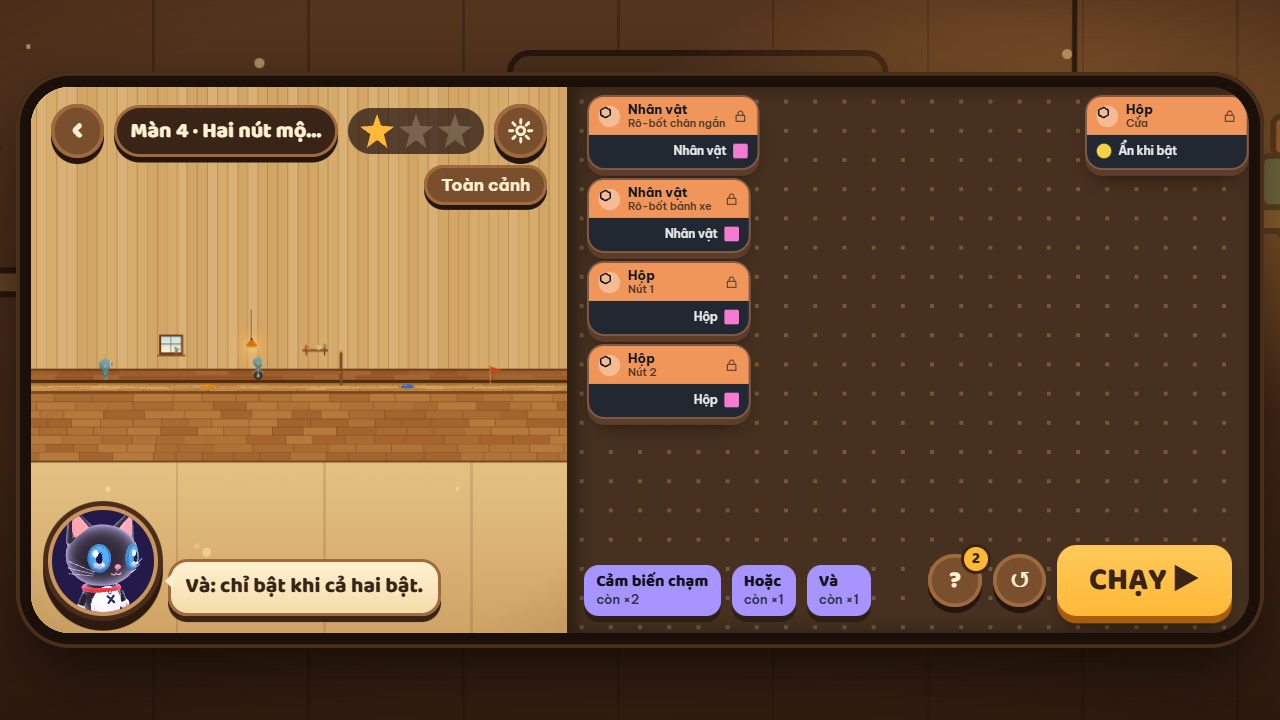 Màn 4 · Hai nút mộ...
Toàn cảnh
Nhân vật
Rô-bốt chân ngắn
Nhân vật
Nhân vật
Rô-bốt bánh xe
Nhân vật
Hộp
Nút 1
Hộp
Hộp
Nút 2
Hộp
Hộp
Cửa
Ẩn khi bật
Và: chỉ bật khi cả hai bật.
Cảm biến chạm
còn ×2
Hoặc
còn ×1
Và
còn ×1
?
2
CHẠY